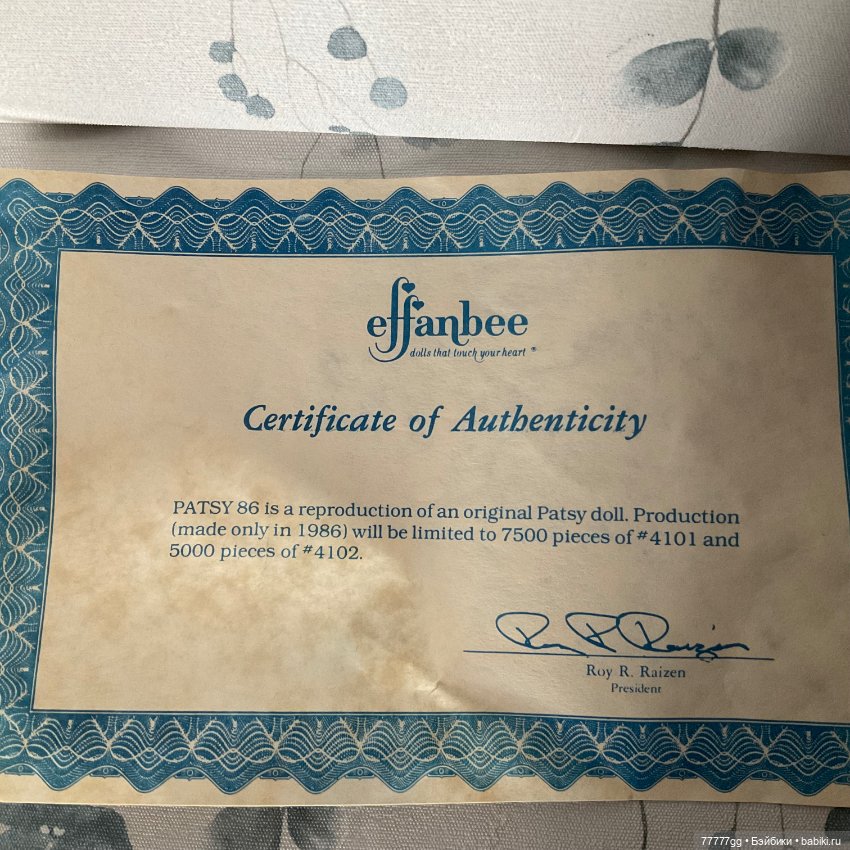 effanbee
dolls that touch your heart ®
Certificate of Authenticity
PATSY 86 is a reproduction of an original Patsy doll. Production
(made only in 1986) will be limited to 7500 pieces of #4101 and
5000 pieces of #4102.
Roy R. Raizen
Roy R. Raizen
President
77777gg • Бэйбики • babiki.ru